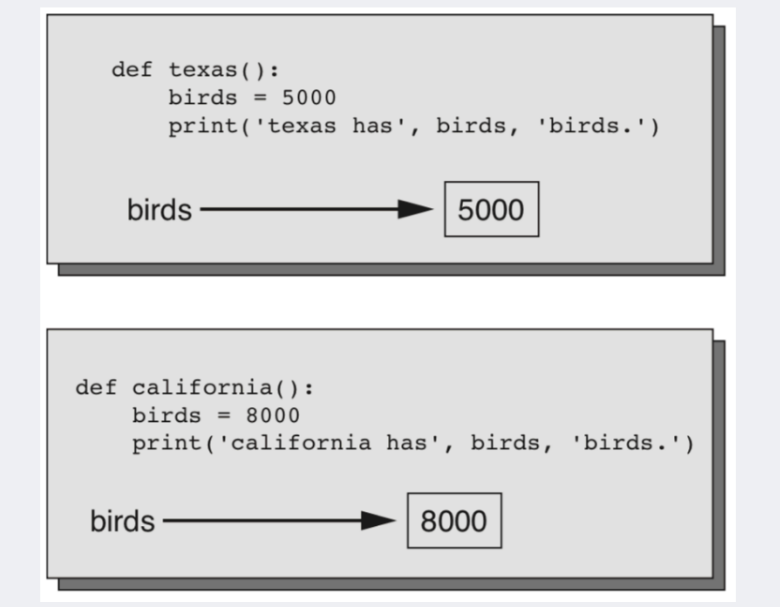 def texas():
    birds = 5000
    print('texas has', birds, 'birds.')
birds 5000
def california():
    birds = 8000
    print('california has', birds, 'birds.')
birds 8000